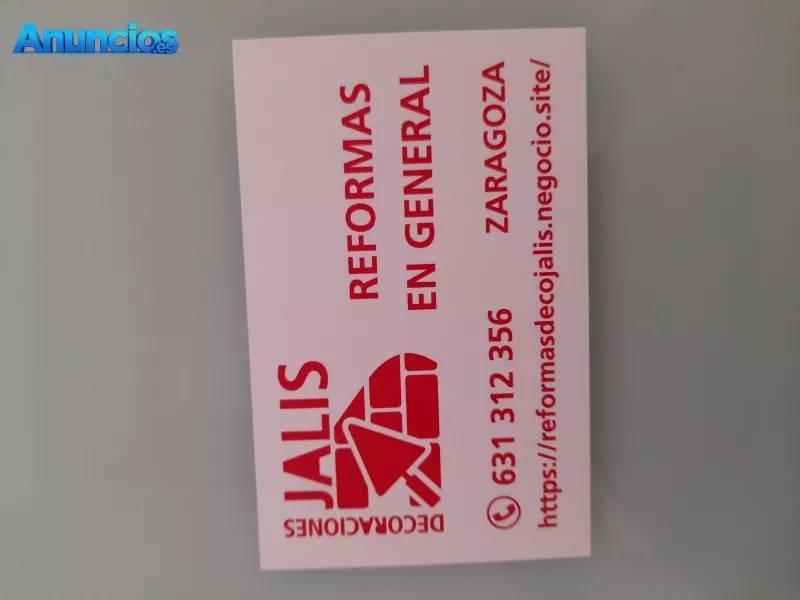 Anuncios.es
JALIS
DECORACIONES
REFORMAS
EN GENERAL
631 312 356 ZARAGOZA
https://reformasdecojalis.negocio.site/